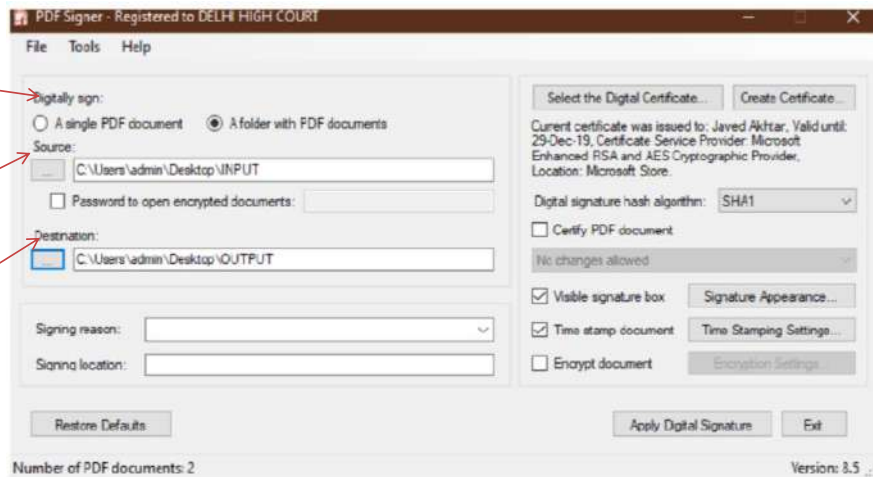 PDF Signer - Registered to DELHI HIGH COURT
File Tools Help
Digitally sign:
A single PDF document A folder with PDF documents
Source:
... C:\Users\admin\Desktop\INPUT
Password to open encrypted documents:
Destination:
... C:\Users\admin\Desktop\OUTPUT
Signing reason:
Signing location:
Select the Digital Certificate... Create Certificate...
Current certificate was issued to: Javed Akhtar, Valid until:
29-Dec-19, Certificate Service Provider: Microsoft
Enhanced RSA and AES Cryptographic Provider,
Location: Microsoft Store.
Digital signature hash algorithm: SHA1
Certify PDF document
No changes allowed
Visible signature box Signature Appearance...
Time stamp document Time Stamping Settings...
Encrypt document Encryption Settings...
Restore Defaults Apply Digital Signature Exit
Number of PDF documents: 2 Version: 8.5